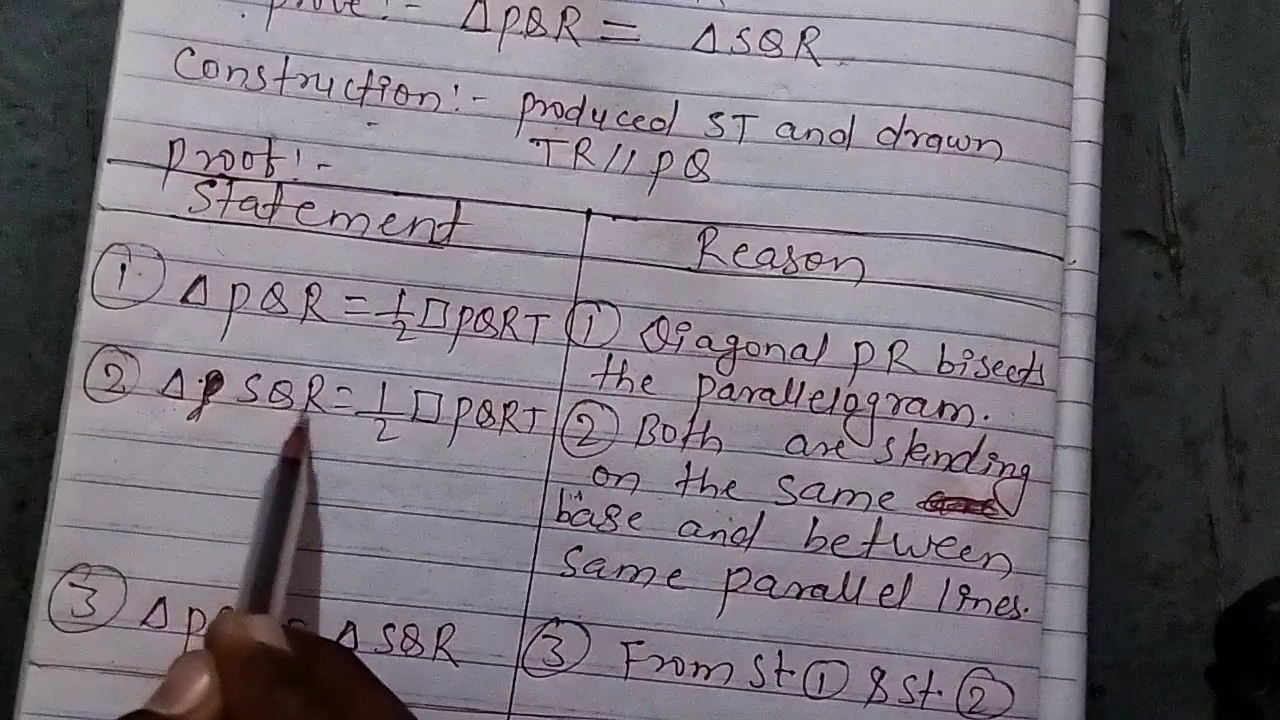 prove:- ΔPQR = ΔSQR
Construction:- produced ST and drawn
TR//PQ
Proof:-
Statement
Reason
① ΔPQR = 1/2 □PQRT
① Diagonal PR bisects
the parallelogram.
② ΔSQR = 1/2 □PQRT
② Both are stending
on the same
base and between
same parallel lines.
③ ΔP = ΔSQR
③ From st ① & st. ②